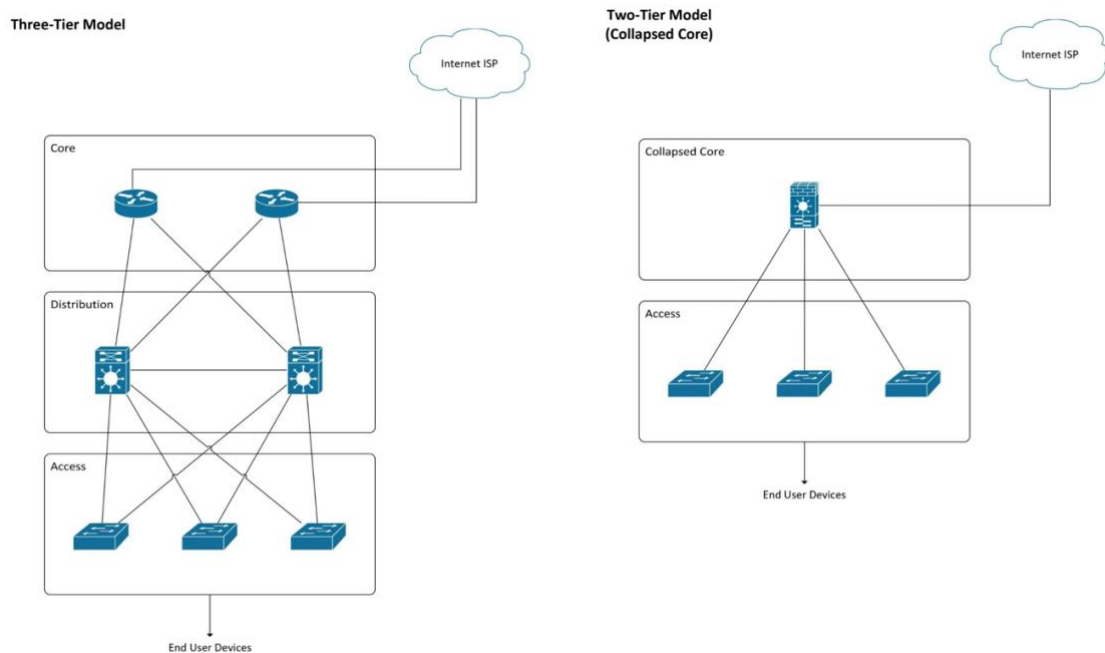 Three-Tier Model
Internet ISP
Core
Distribution
Access
End User Devices
Two-Tier Model
(Collapsed Core)
Internet ISP
Collapsed Core
Access
End User Devices